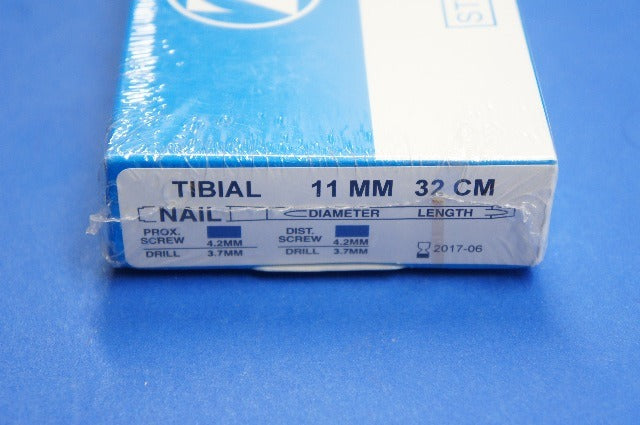 ST
TIBIAL 11 MM 32 CM
NAIL DIAMETER LENGTH
PROX. SCREW 4.2MM DIST. SCREW 4.2MM
DRILL 3.7MM DRILL 3.7MM
2017-06